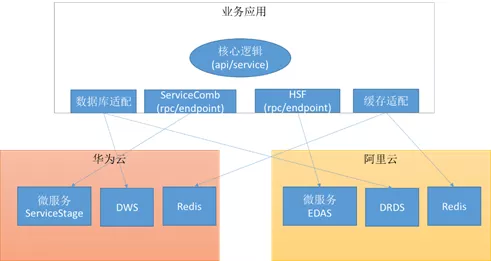 业务应用
核心逻辑
(api/service)
数据库适配
ServiceComb
(rpc/endpoint)
HSF
(rpc/endpoint)
缓存适配
华为云
阿里云
微服务
ServiceStage
DWS
Redis
微服务
EDAS
DRDS
Redis